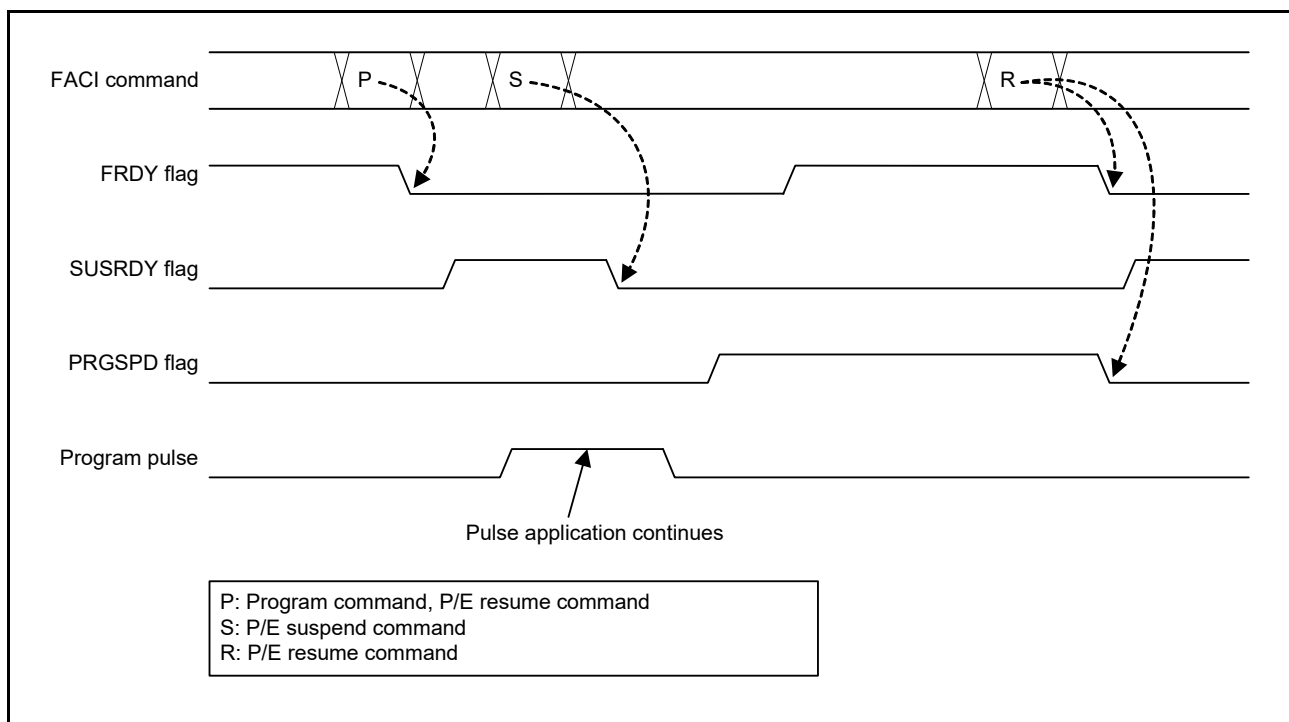 FACI command
P
S
R
FRDY flag
SUSRDY flag
PRGSPD flag
Program pulse
Pulse application continues
P: Program command, P/E resume command
S: P/E suspend command
R: P/E resume command